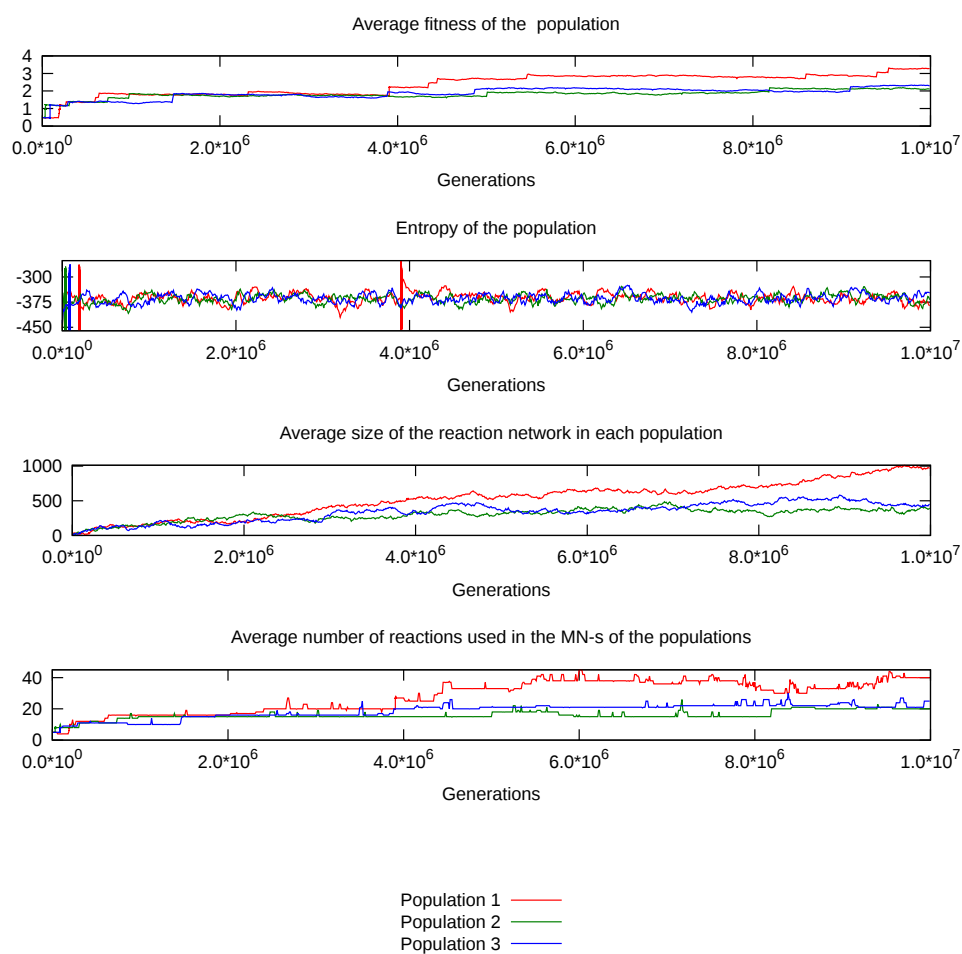 Average fitness of the  population
4
3
2
1
0
0.0*10^0 2.0*10^6 4.0*10^6 6.0*10^6 8.0*10^6 1.0*10^7
Generations
Entropy of the population
-300
-375
-450
0.0*10^0 2.0*10^6 4.0*10^6 6.0*10^6 8.0*10^6 1.0*10^7
Generations
Average size of the reaction network in each population
1000
500
0
0.0*10^0 2.0*10^6 4.0*10^6 6.0*10^6 8.0*10^6 1.0*10^7
Generations
Average number of reactions used in the MN-s of the populations
40
20
0
0.0*10^0 2.0*10^6 4.0*10^6 6.0*10^6 8.0*10^6 1.0*10^7
Generations
Population 1
Population 2
Population 3